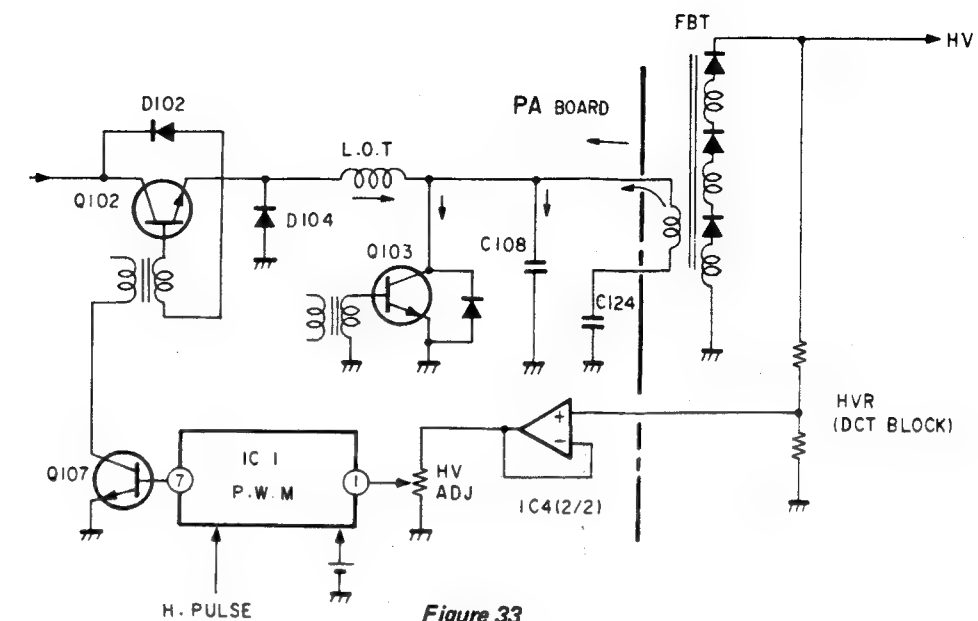 FBT
HV
D102
PA BOARD
L.O.T
Q102
D104
Q103
C108
C124
HVR
(DCT BLOCK)
+
-
Q107
7
IC 1
P.W.M
1
HV
ADJ
IC4(2/2)
H. PULSE
Figure 33